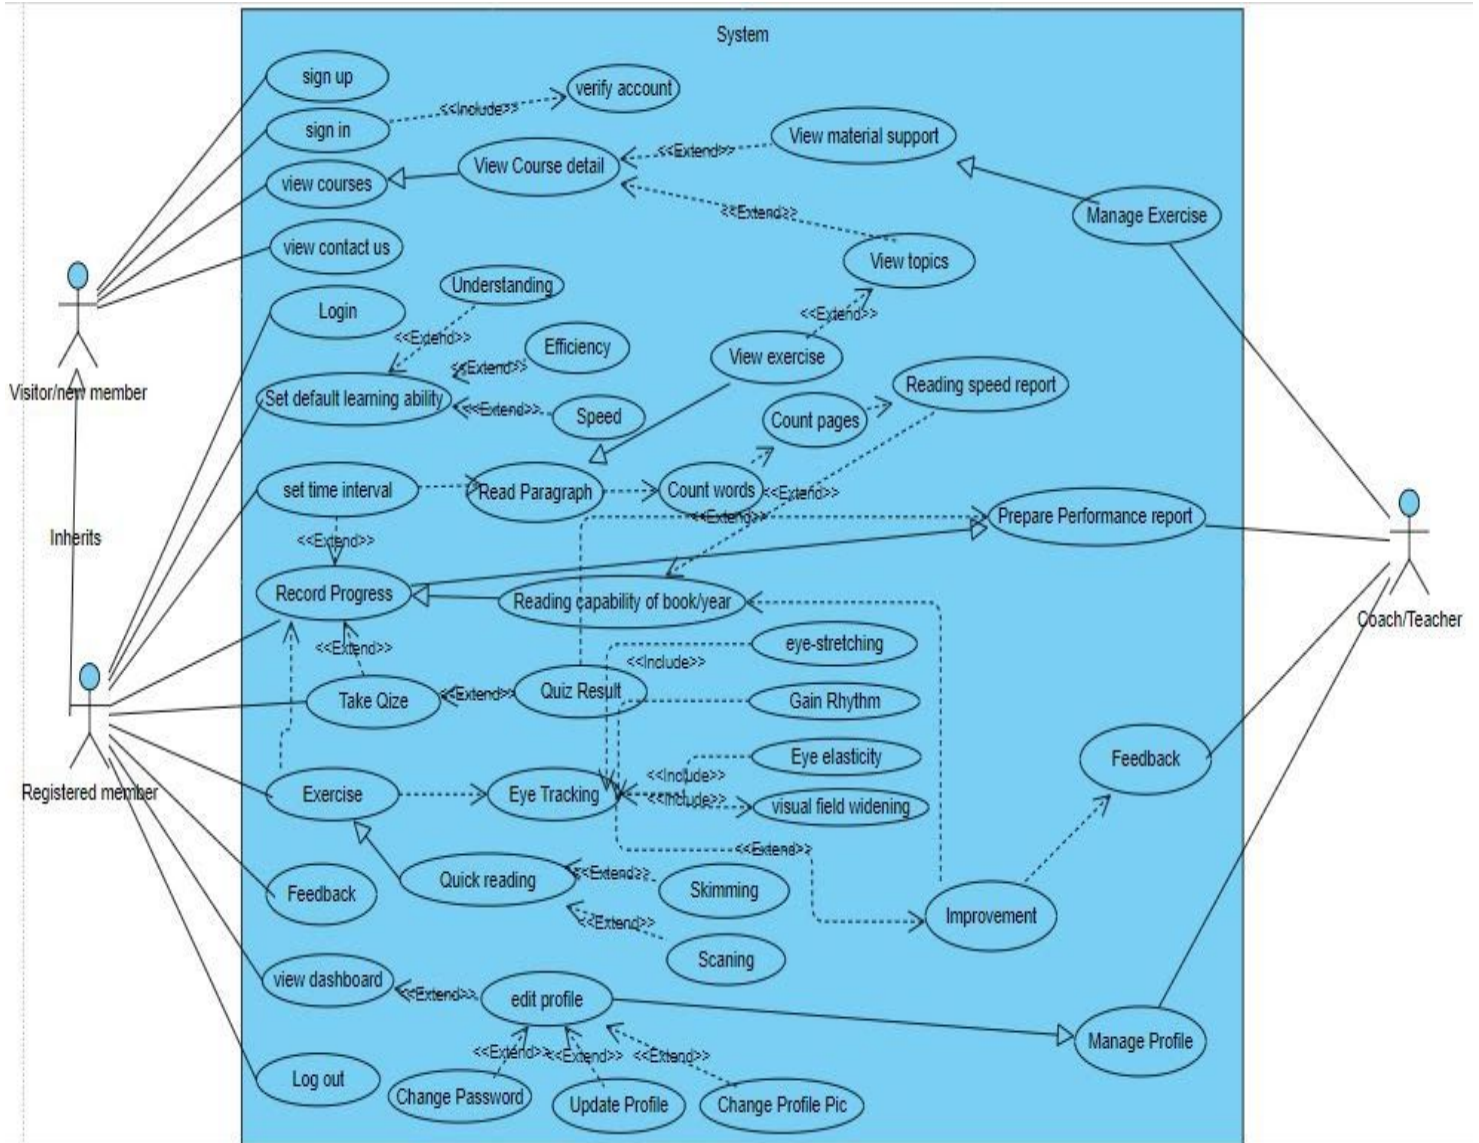 System
sign up
verify account
<<Include>>
sign in
View material support
<<Extend>>
View Course detail
view courses
<<Extend>>
Manage Exercise
view contact us
View topics
Understanding
Login
<<Extend>>
<<Extend>>
Efficiency
View exercise
<<Extend>>
Reading speed report
Visitor/new member
Set default learning ability
<<Extend>>
Speed
Count pages
set time interval
Read Paragraph
Count words
<<Extend>>
<<Extend>>
Prepare Performance report
Inherits
<<Extend>>
Record Progress
Reading capability of book/year
Coach/Teacher
<<Extend>>
eye-stretching
<<Include>>
Take Qize
<<Extend>>
Quiz Result
Gain Rhythm
Eye elasticity
Feedback
<<Include>>
Registered member
Exercise
Eye Tracking
<<Include>>
visual field widening
<<Extend>>
Quick reading
<<Extend>>
Skimming
Feedback
<<Extend>>
Improvement
Scaning
view dashboard
<<Extend>>
edit profile
Manage Profile
<<Extend>>
<<Extend>>
<<Extend>>
Log out
Change Password
Update Profile
Change Profile Pic